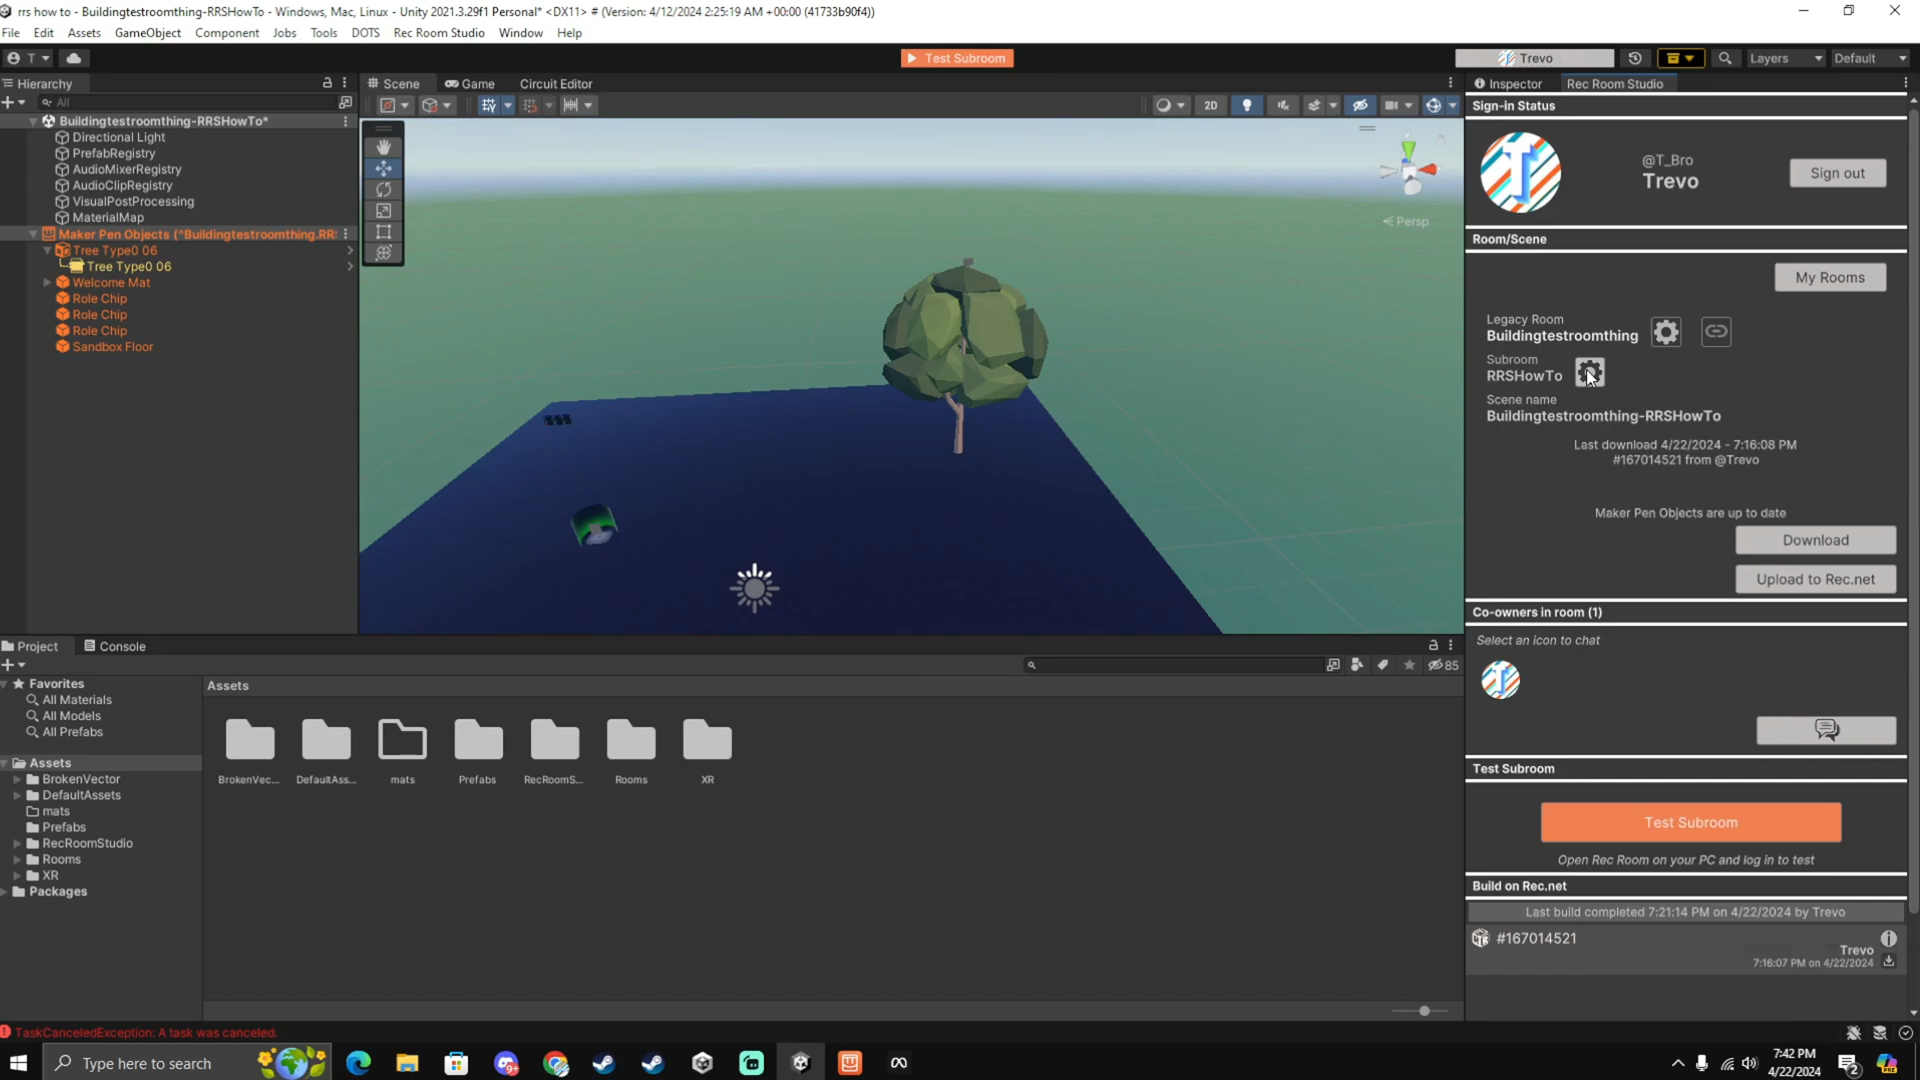 rrs how to - Buildingtestroomthing-RRSHowTo - Windows, Mac, Linux - Unity 2021.3.29f1 Personal* <DX11> # (Version: 4/12/2024 2:25:19 AM +00:00 (41733b90f4))
File Edit Assets GameObject Component Jobs Tools DOTS Rec Room Studio Window Help
T Test Subroom Trevo Layers Default
Hierarchy Scene Game Circuit Editor Inspector Rec Room Studio
All 2D
Buildingtestroomthing-RRSHowTo*
Directional Light
PrefabRegistry
AudioMixerRegistry
AudioClipRegistry
VisualPostProcessing
MaterialMap
Maker Pen Objects (^Buildingtestroomthing.RR
Tree Type0 06
Tree Type0 06
Welcome Mat
Role Chip
Role Chip
Role Chip
Sandbox Floor
Persp
Sign-in Status
@T_Bro
Trevo
Sign out
Room/Scene
My Rooms
Legacy Room
Buildingtestroomthing
Subroom
RRSHowTo
Scene name
Buildingtestroomthing-RRSHowTo
Last download 4/22/2024 - 7:16:08 PM
#167014521 from @Trevo
Maker Pen Objects are up to date
Download
Upload to Rec.net
Co-owners in room (1)
Select an icon to chat
Test Subroom
Test Subroom
Open Rec Room on your PC and log in to test
Build on Rec.net
Last build completed 7:21:14 PM on 4/22/2024 by Trevo
#167014521
Trevo
7:16:07 PM on 4/22/2024
Project Console
85
Favorites
All Materials
All Models
All Prefabs
Assets
BrokenVector
DefaultAssets
mats
Prefabs
RecRoomStudio
Rooms
XR
Packages
Assets
BrokenVec... DefaultAss... mats Prefabs RecRoomS... Rooms XR
TaskCanceledException: A task was canceled.
Type here to search
9+
7:42 PM
4/22/2024
2
PRE